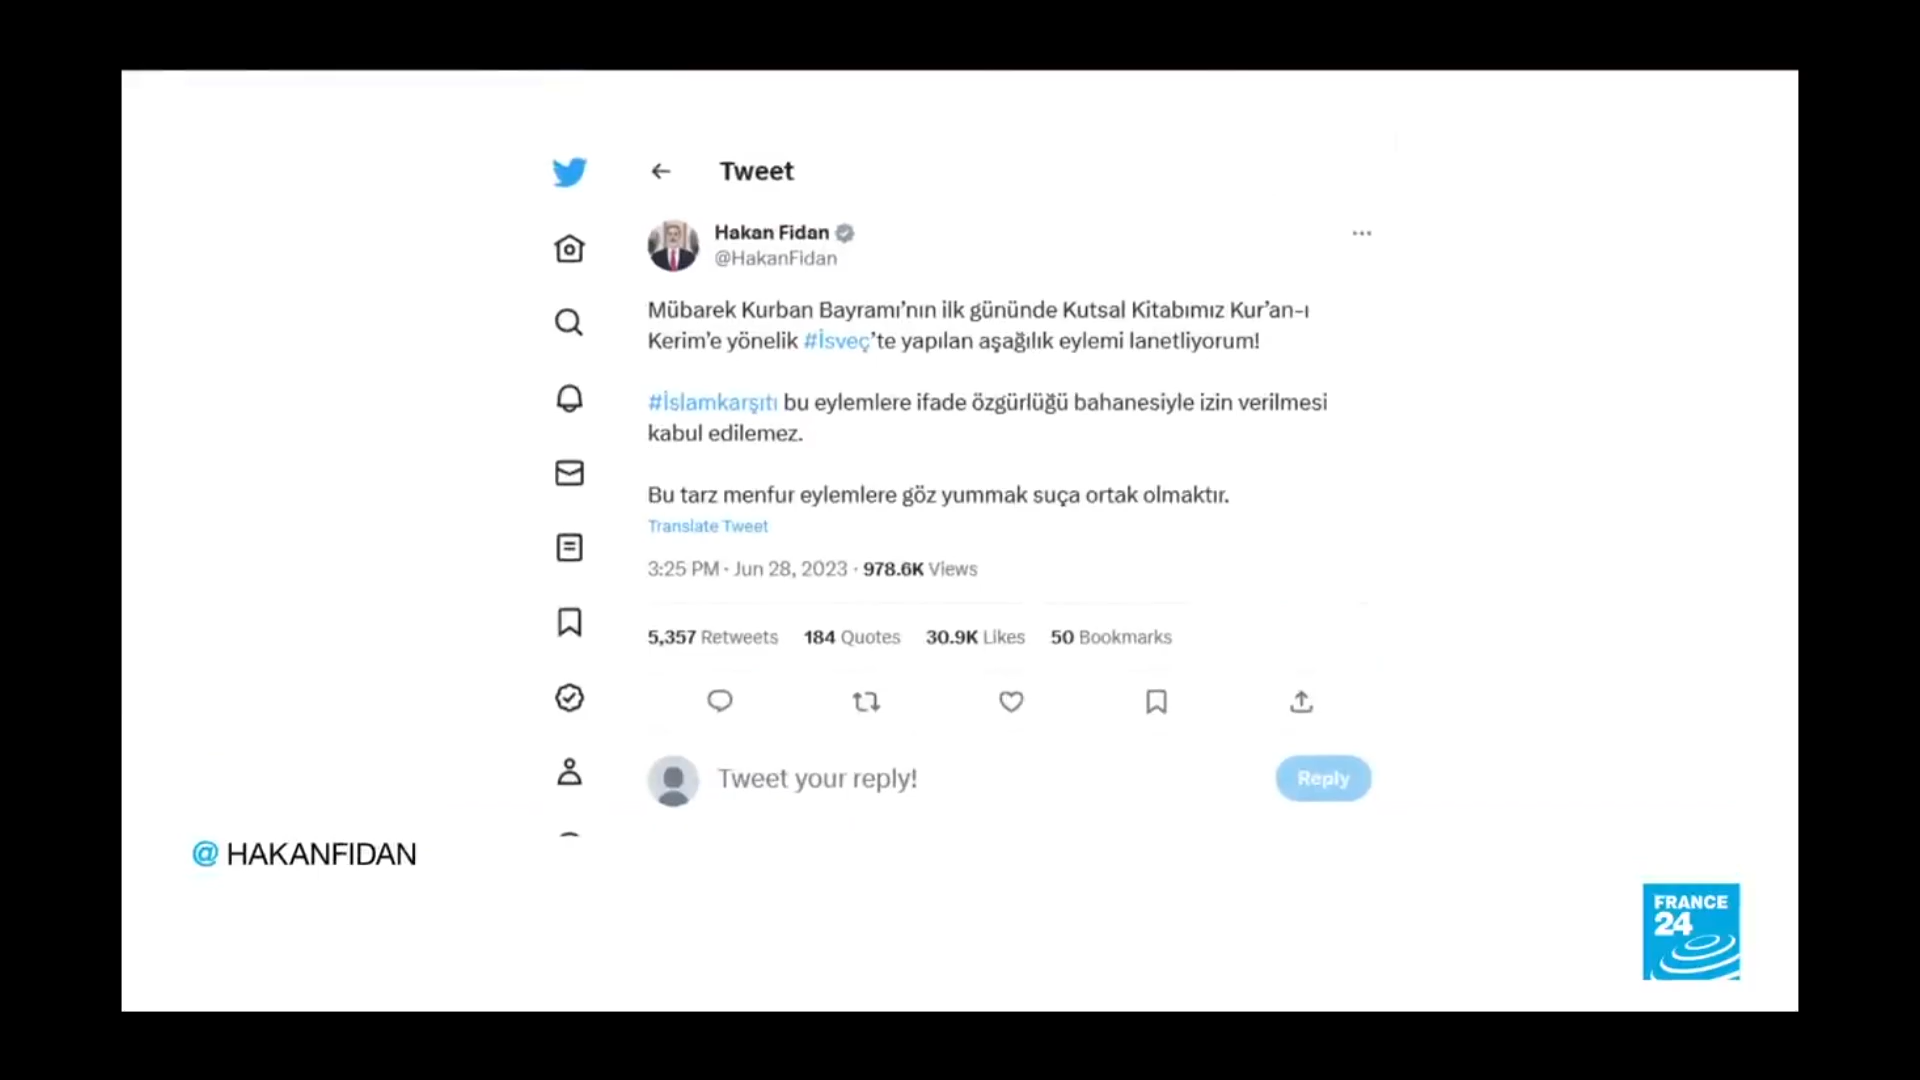 Tweet
Hakan Fidan
@HakanFidan
Mübarek Kurban Bayramı’nın ilk gününde Kutsal Kitabımız Kur’an-ı
Kerim’e yönelik #İsveç’te yapılan aşağılık eylemi lanetliyorum!
#İslamkarşıtı bu eylemlere ifade özgürlüğü bahanesiyle izin verilmesi
kabul edilemez.
Bu tarz menfur eylemlere göz yummak suça ortak olmaktır.
Translate Tweet
3:25 PM · Jun 28, 2023 · 978.6K Views
5,357 Retweets 184 Quotes 30.9K Likes 50 Bookmarks
Tweet your reply!
Reply
@ HAKANFIDAN
FRANCE
24